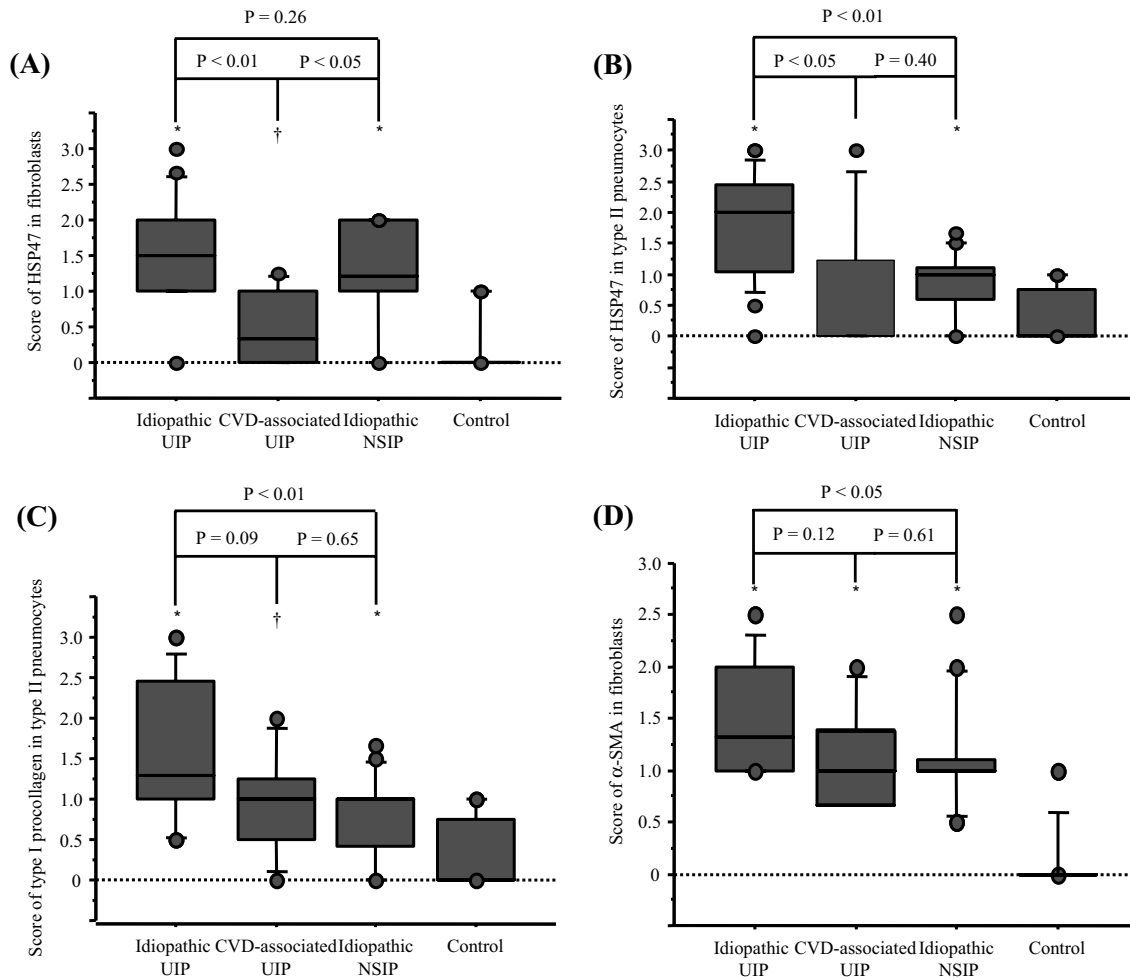 (A)
P = 0.26
P < 0.01
P < 0.05
*
†
*
Score of HSP47 in fibroblasts
3.0
2.5
2.0
1.5
1.0
0.5
0
Idiopathic UIP
CVD-associated UIP
Idiopathic NSIP
Control
(B)
P < 0.01
P < 0.05
P = 0.40
*
*
Score of HSP47 in type II pneumocytes
3.0
2.5
2.0
1.5
1.0
0.5
0
Idiopathic UIP
CVD-associated UIP
Idiopathic NSIP
Control
(C)
P < 0.01
P = 0.09
P = 0.65
*
†
*
Score of type I procollagen in type II pneumocytes
3.0
2.5
2.0
1.5
1.0
0.5
0
Idiopathic UIP
CVD-associated UIP
Idiopathic NSIP
Control
(D)
P < 0.05
P = 0.12
P = 0.61
*
*
*
Score of α-SMA in fibroblasts
3.0
2.5
2.0
1.5
1.0
0.5
0
Idiopathic UIP
CVD-associated UIP
Idiopathic NSIP
Control